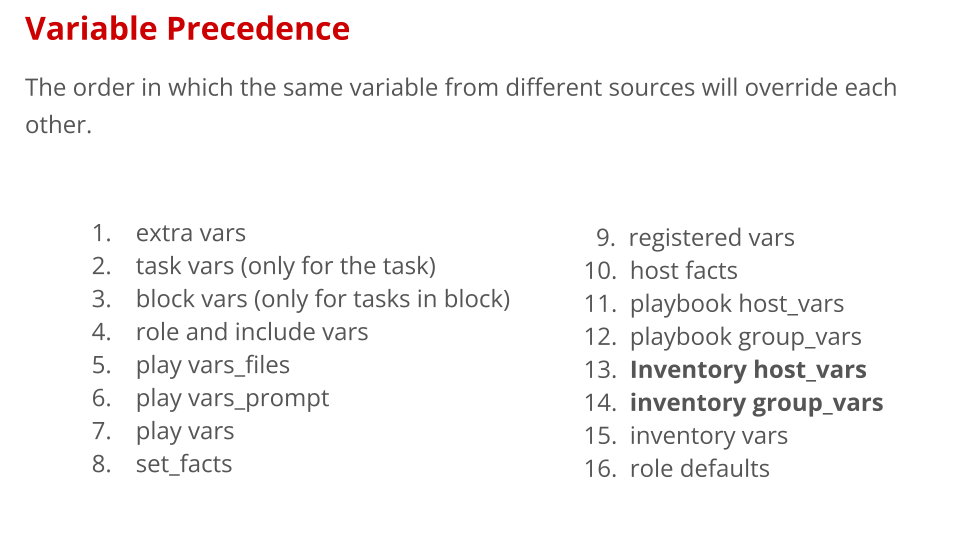 Variable Precedence
The order in which the same variable from different sources will override each
other.
1. extra vars
2. task vars (only for the task)
3. block vars (only for tasks in block)
4. role and include vars
5. play vars_files
6. play vars_prompt
7. play vars
8. set_facts
9. registered vars
10. host facts
11. playbook host_vars
12. playbook group_vars
13. Inventory host_vars
14. inventory group_vars
15. inventory vars
16. role defaults